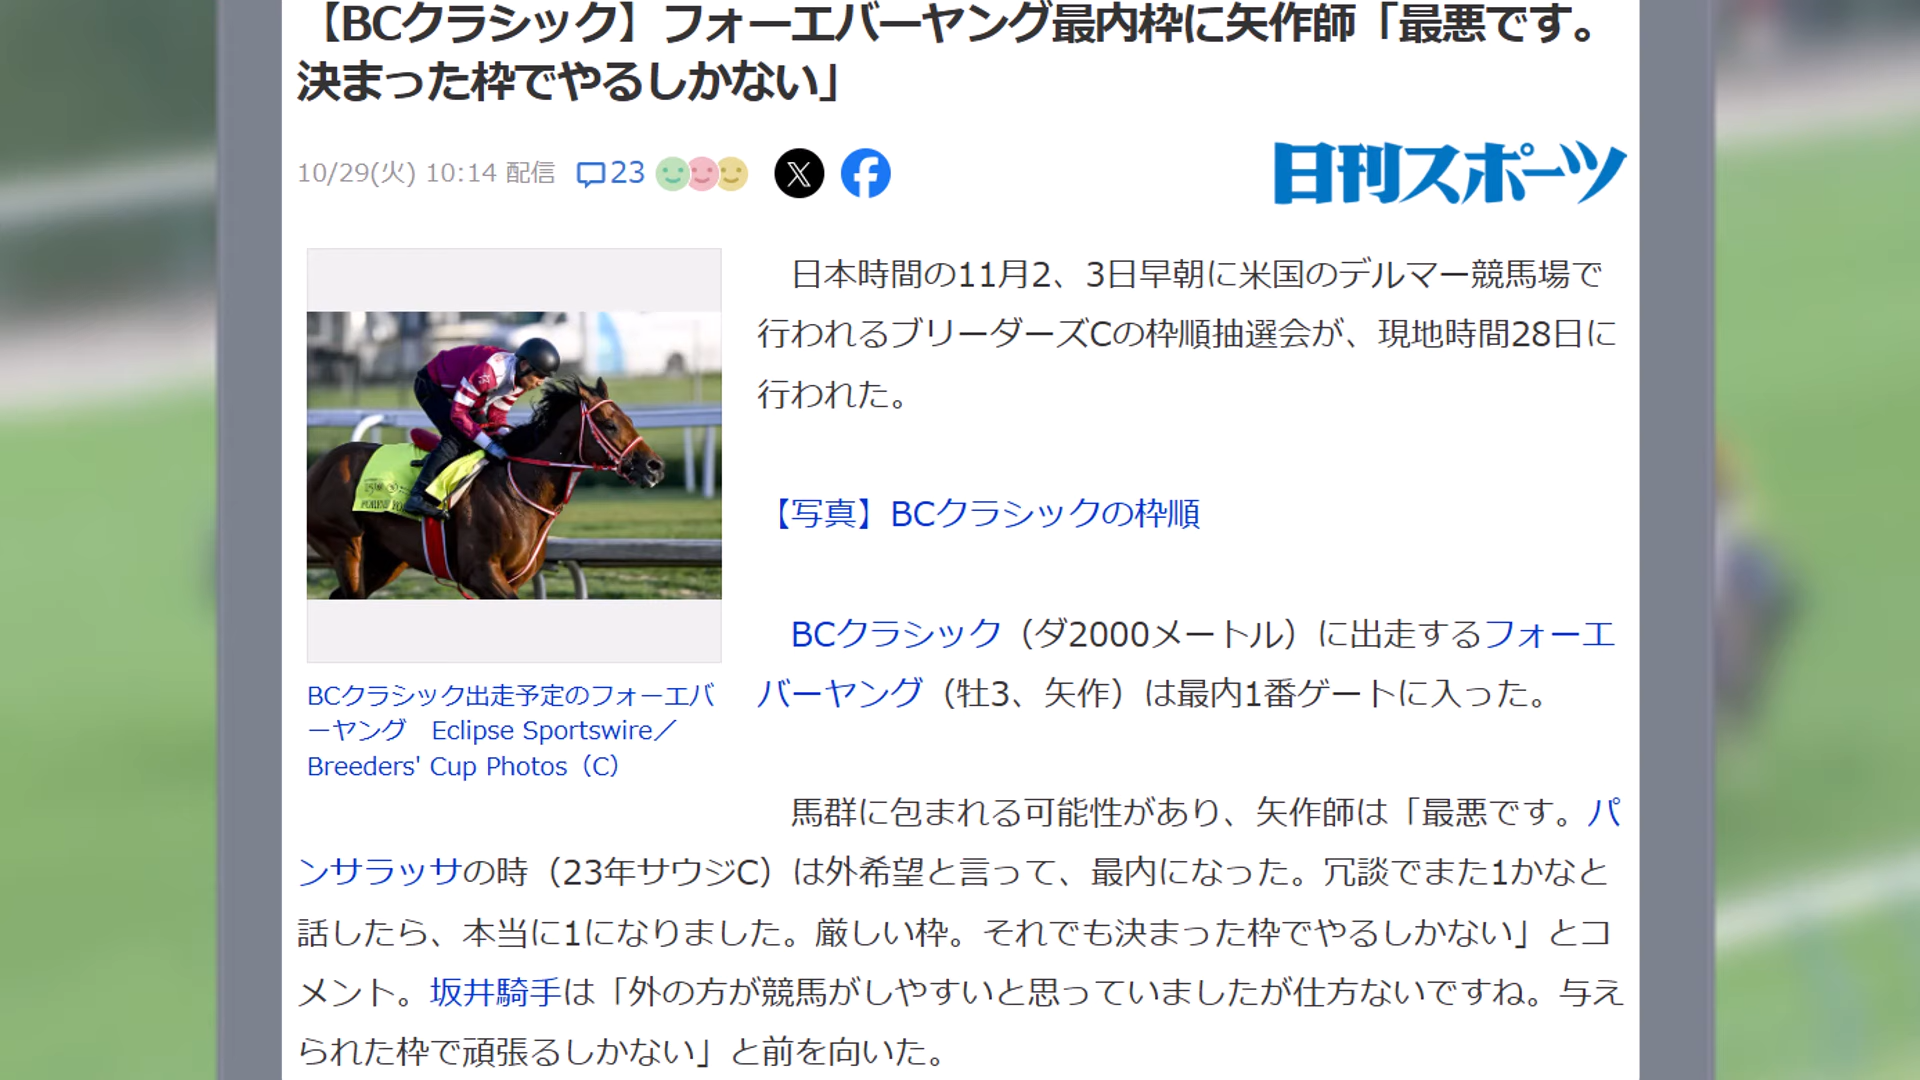 【BCクラシック】フォーエバーヤング最内枠に矢作師「最悪です。
決まった枠でやるしかない」
10/29(火) 10:14 配信
23
日刊スポーツ
日本時間の11月2、3日早朝に米国のデルマー競馬場で
行われるブリーダーズCの枠順抽選会が、現地時間28日に
行われた。
【写真】BCクラシックの枠順
BCクラシック（ダ2000メートル）に出走するフォーエ
バーヤング（牡3、矢作）は最内1番ゲートに入った。
BCクラシック出走予定のフォーエバ
ーヤング　Eclipse Sportswire／
Breeders' Cup Photos（C）
馬群に包まれる可能性があり、矢作師は「最悪です。パ
ンサラッサの時（23年サウジC）は外希望と言って、最内になった。冗談でまた1かなと
話したら、本当に1になりました。厳しい枠。それでも決まった枠でやるしかない」とコ
メント。坂井騎手は「外の方が競馬がしやすいと思っていましたが仕方ないですね。与え
られた枠で頑張るしかない」と前を向いた。